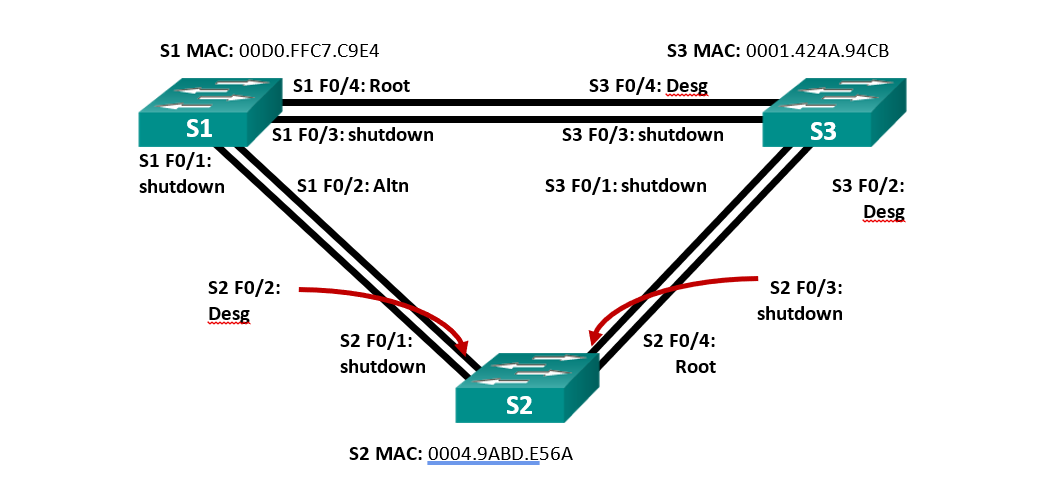 S1 MAC: 00D0.FFC7.C9E4
S3 MAC: 0001.424A.94CB
S1 F0/4: Root
S3 F0/4: Desg
S1
S3
S1 F0/3: shutdown
S3 F0/3: shutdown
S1 F0/1:
shutdown
S1 F0/2: Altn
S3 F0/1: shutdown
S3 F0/2:
Desg
S2 F0/2:
Desg
S2 F0/3:
shutdown
S2 F0/1:
shutdown
S2 F0/4:
Root
S2
S2 MAC: 0004.9ABD.E56A